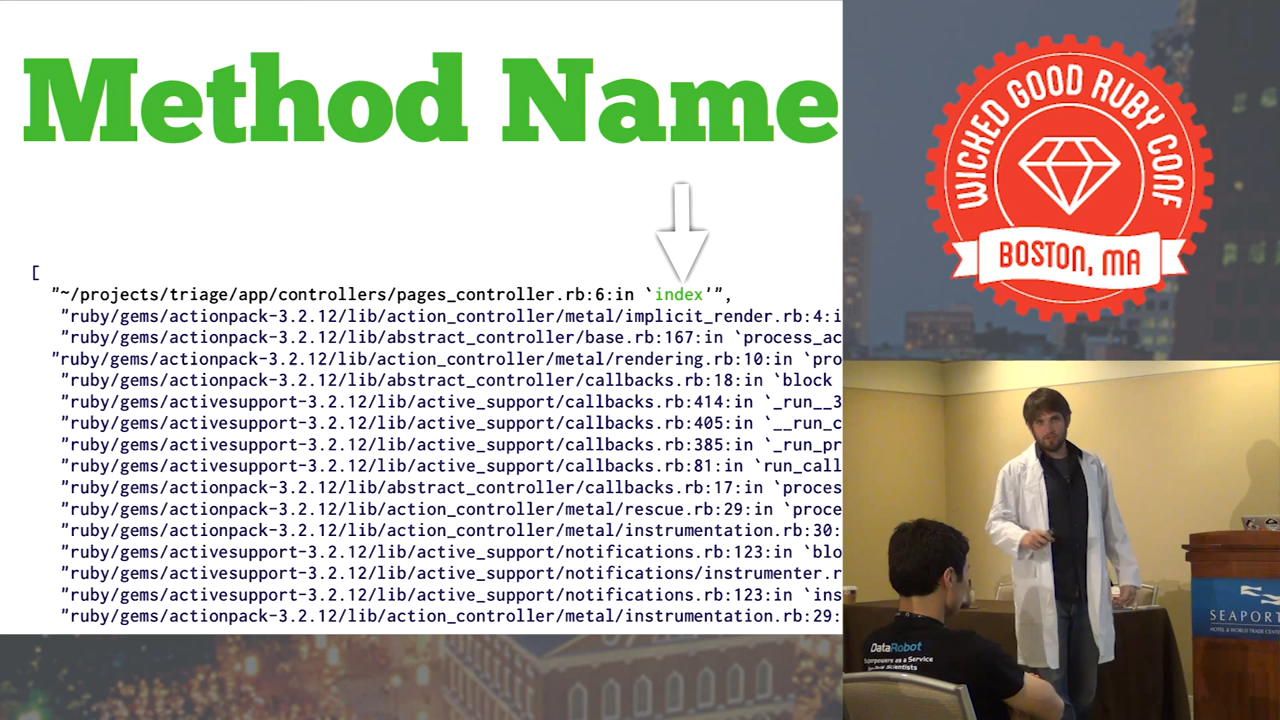 Method Name
[
"~/projects/triage/app/controllers/pages_controller.rb:6:in `index'",
"ruby/gems/actionpack-3.2.12/lib/action_controller/metal/implicit_render.rb:4:i
"ruby/gems/actionpack-3.2.12/lib/abstract_controller/base.rb:167:in `process_ac
"ruby/gems/actionpack-3.2.12/lib/action_controller/metal/rendering.rb:10:in `pro
"ruby/gems/actionpack-3.2.12/lib/abstract_controller/callbacks.rb:18:in `block
"ruby/gems/activesupport-3.2.12/lib/active_support/callbacks.rb:414:in `_run__3
"ruby/gems/activesupport-3.2.12/lib/active_support/callbacks.rb:405:in `__run_c
"ruby/gems/activesupport-3.2.12/lib/active_support/callbacks.rb:385:in `_run_pr
"ruby/gems/activesupport-3.2.12/lib/active_support/callbacks.rb:81:in `run_call
"ruby/gems/actionpack-3.2.12/lib/abstract_controller/callbacks.rb:17:in `proces
"ruby/gems/actionpack-3.2.12/lib/action_controller/metal/rescue.rb:29:in `proce
"ruby/gems/actionpack-3.2.12/lib/action_controller/metal/instrumentation.rb:30:
"ruby/gems/activesupport-3.2.12/lib/active_support/notifications.rb:123:in `blo
"ruby/gems/activesupport-3.2.12/lib/active_support/notifications/instrumenter.r
"ruby/gems/activesupport-3.2.12/lib/active_support/notifications.rb:123:in `ins
"ruby/gems/actionpack-3.2.12/lib/action_controller/metal/instrumentation.rb:29:
WICKED GOOD RUBY CONF
BOSTON, MA
DataRobot
Superpowers as a Service
for Data Scientists
SEAPORT
HOTEL & WORLD TRADE CENTER